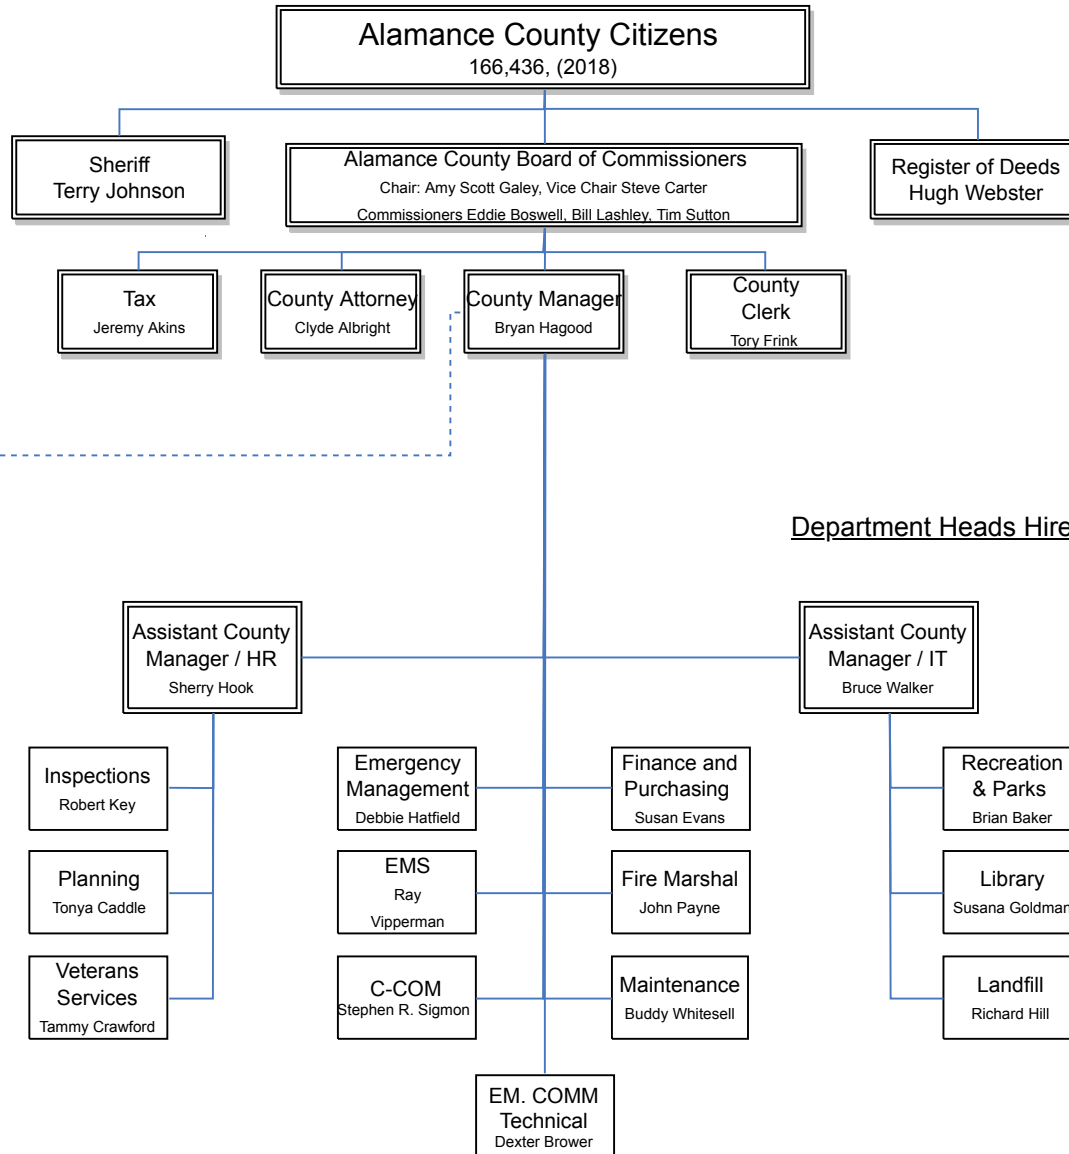 Alamance County Citizens
166,436, (2018)
Sheriff
Terry Johnson
Alamance County Board of Commissioners
Chair: Amy Scott Galey, Vice Chair Steve Carter
Commissioners Eddie Boswell, Bill Lashley, Tim Sutton
Register of Deeds
Hugh Webster
Tax
Jeremy Akins
County Attorney
Clyde Albright
County Manager
Bryan Hagood
County
Clerk
Tory Frink
Department Heads Hire
Assistant County
Manager / HR
Sherry Hook
Assistant County
Manager / IT
Bruce Walker
Inspections
Robert Key
Emergency
Management
Debbie Hatfield
Finance and
Purchasing
Susan Evans
Recreation
& Parks
Brian Baker
Planning
Tonya Caddle
EMS
Ray
Vipperman
Fire Marshal
John Payne
Library
Susana Goldman
Veterans
Services
Tammy Crawford
C-COM
Stephen R. Sigmon
Maintenance
Buddy Whitesell
Landfill
Richard Hill
EM. COMM
Technical
Dexter Brower